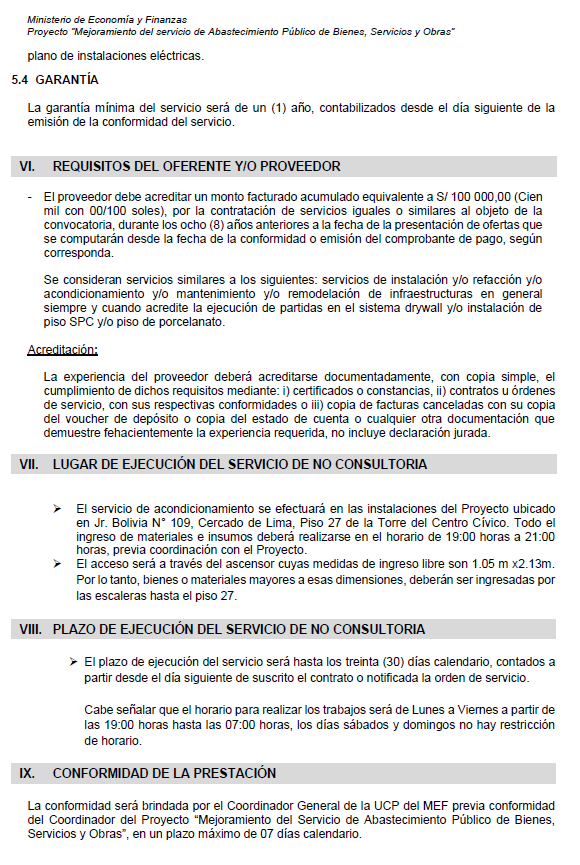 Ministerio de Economía y Finanzas
Proyecto "Mejoramiento del servicio de Abastecimiento Público de Bienes, Servicios y Obras"
plano de instalaciones eléctricas.
5.4 GARANTÍA
La garantía mínima del servicio será de un (1) año, contabilizados desde el día siguiente de la
emisión de la conformidad del servicio.
VI. REQUISITOS DEL OFERENTE Y/O PROVEEDOR
- El proveedor debe acreditar un monto facturado acumulado equivalente a S/ 100 000,00 (Cien
mil con 00/100 soles), por la contratación de servicios iguales o similares al objeto de la
convocatoria, durante los ocho (8) años anteriores a la fecha de la presentación de ofertas que
se computarán desde la fecha de la conformidad o emisión del comprobante de pago, según
corresponda.
Se consideran servicios similares a los siguientes: servicios de instalación y/o refacción y/o
acondicionamiento y/o mantenimiento y/o remodelación de infraestructuras en general
siempre y cuando acredite la ejecución de partidas en el sistema drywall y/o instalación de
piso SPC y/o piso de porcelanato.
Acreditación:
La experiencia del proveedor deberá acreditarse documentadamente, con copia simple, el
cumplimiento de dichos requisitos mediante: i) certificados o constancias, ii) contratos u órdenes
de servicio, con sus respectivas conformidades o iii) copia de facturas canceladas con su copia
del voucher de depósito o copia del estado de cuenta o cualquier otra documentación que
demuestre fehacientemente la experiencia requerida, no incluye declaración jurada.
VII. LUGAR DE EJECUCIÓN DEL SERVICIO DE NO CONSULTORIA
➢ El servicio de acondicionamiento se efectuará en las instalaciones del Proyecto ubicado
en Jr. Bolivia N° 109, Cercado de Lima, Piso 27 de la Torre del Centro Cívico. Todo el
ingreso de materiales e insumos deberá realizarse en el horario de 19:00 horas a 21:00
horas, previa coordinación con el Proyecto.
➢ El acceso será a través del ascensor cuyas medidas de ingreso libre son 1.05 m x2.13m.
Por lo tanto, bienes o materiales mayores a esas dimensiones, deberán ser ingresadas por
las escaleras hasta el piso 27.
VIII. PLAZO DE EJECUCIÓN DEL SERVICIO DE NO CONSULTORIA
➢ El plazo de ejecución del servicio será hasta los treinta (30) días calendario, contados a
partir desde el día siguiente de suscrito el contrato o notificada la orden de servicio.
Cabe señalar que el horario para realizar los trabajos será de Lunes a Viernes a partir de
las 19:00 horas hasta las 07:00 horas, los días sábados y domingos no hay restricción
de horario.
IX. CONFORMIDAD DE LA PRESTACIÓN
La conformidad será brindada por el Coordinador General de la UCP del MEF previa conformidad
del Coordinador del Proyecto "Mejoramiento del Servicio de Abastecimiento Público de Bienes,
Servicios y Obras", en un plazo máximo de 07 días calendario.